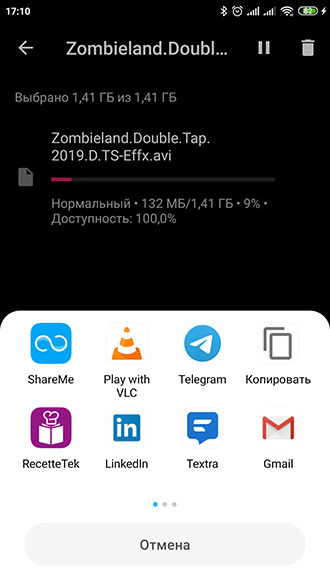 17:10
82
Zombieland.Double...
Выбрано 1,41 ГБ из 1,41 ГБ
Zombieland.Double.Tap.
2019.D.TS-Effx.avi
Нормальный • 132 МБ/1,41 ГБ • 9% •
Доступность: 100,0%
ShareMe
Play with
VLC
Telegram
Копировать
RecetteTek
LinkedIn
Textra
Gmail
Отмена